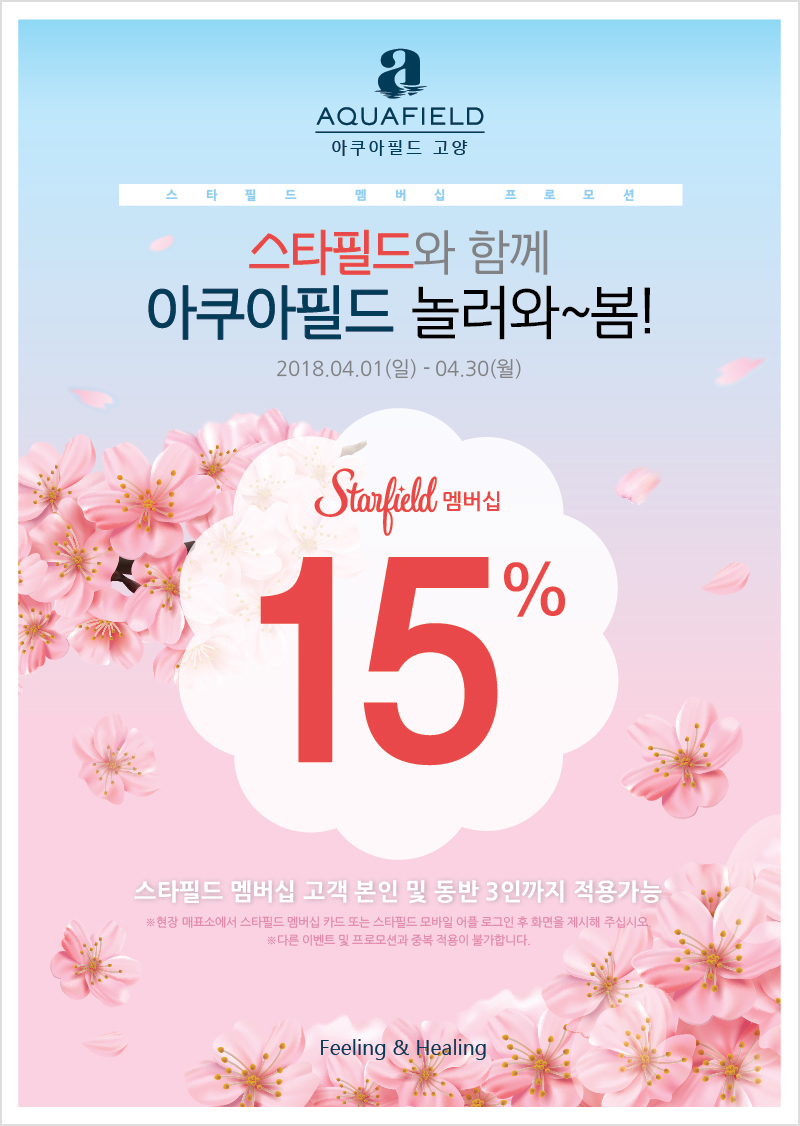 a
AQUAFIELD
아쿠아필드 고양
스타필드 멤버십 프로모션
스타필드와 함께
아쿠아필드 놀러와~봄!
2018.04.01(일) - 04.30(월)
Starfield 멤버십
15%
스타필드 멤버십 고객 본인 및 동반 3인까지 적용가능
※현장 매표소에서 스타필드 멤버십 카드 또는 스타필드 모바일 어플 로그인 후 화면을 제시해 주십시오.
※다른 이벤트 및 프로모션과 중복 적용이 불가합니다.
Feeling & Healing